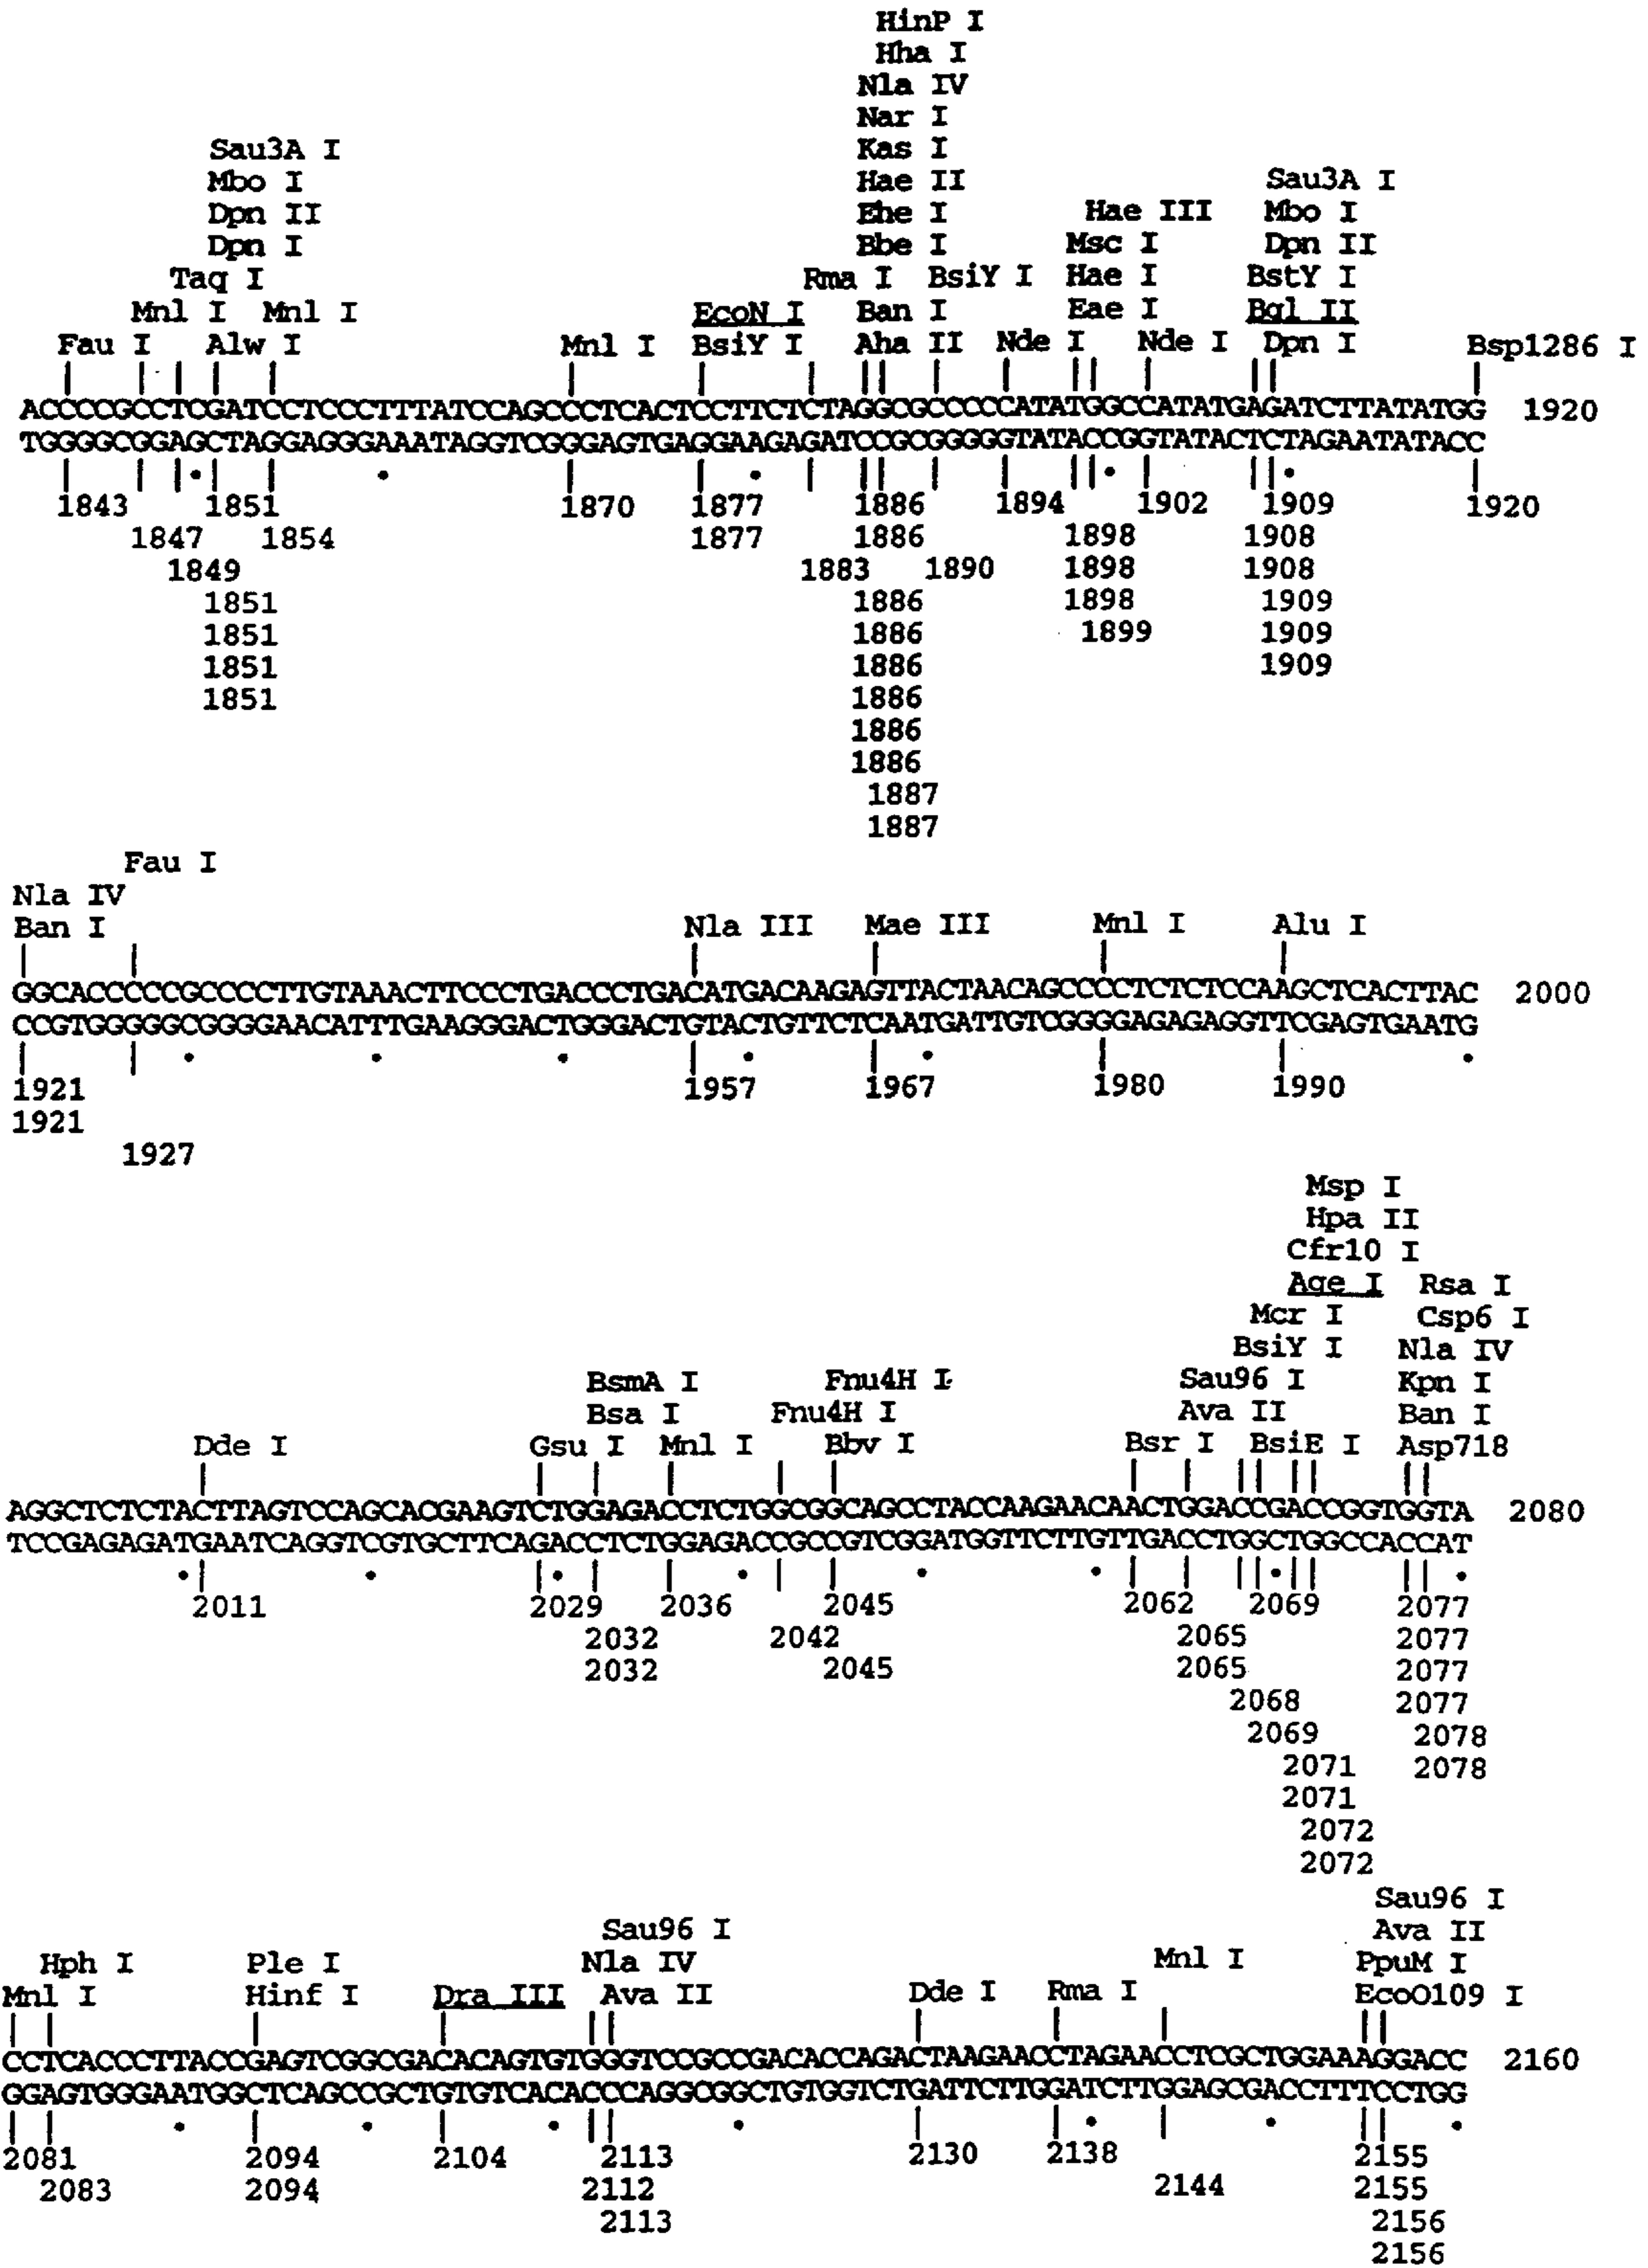 HinP I
Hha I
Nla IV
Nar I
Sau3A I Kas I
Mbo I Hae II Sau3A I
Dpn II Ehe I Hae III Mbo I
Dpn I Bbe I Msc I Dpn II
Taq I Rma I BsiY I Hae I BstY I
Mnl I Mnl I EcoN I Ban I Eae I Bgl II
Fau I Alw I Mnl I BsiY I Aha II Nde I Nde I Dpn I Bsp1286 I
ACCCCGCCTCGATCCTCCCTTTATCCAGCCCTCACTCCTTCTCTAGGCGCCCCCATATGGCCATATGAGATCTTATATGG 1920
TGGGGCGGAGCTAGGAGGGAAATAGGTCGGGAGTGAGGAAGAGATCCGCGGGGGTATACCGGTATACTCTAGAATATACC
1843 1851 1870 1877 1886 1894 1902 1909 1920
1847 1854 1877 1886 1898 1908
1849 1883 1890 1898 1908
1851 1886 1898 1909
1851 1886 1899 1909
1851 1886 1909
1851 1886
1886
1886
1887
1887
Fau I
Nla IV
Ban I Nla III Mae III Mnl I Alu I
GGCACCCCCGCCCCTTGTAAACTTCCCTGACCCTGACATGACAAGAGTTACTAACAGCCCCTCTCTCCAAGCTCACTTAC 2000
CCGTGGGGGCGGGGAACATTTGAAGGGACTGGGACTGTACTGTTCTCAATGATTGTCGGGGAGAGAGGTTCGAGTGAATG
1921 1957 1967 1980 1990
1921
1927
Msp I
Hpa II
Cfr10 I
Age I Rsa I
Mcr I Csp6 I
BsiY I Nla IV
BsmA I Fnu4H I Sau96 I Kpn I
Bsa I Fnu4H I Ava II Ban I
Dde I Gsu I Mnl I Bbv I Bsr I BsiE I Asp718
AGGCTCTCTACTTAGTCCAGCACGAAGTCTGGAGACCTCTGGCGGCAGCCTACCAAGAACAACTGGACCGACCGGTGGTA 2080
TCCGAGAGATGAATCAGGTCGTGCTTCAGACCTCTGGAGACCGCCGTCGGATGGTTCTTGTTGACCTGGCTGGCCACCAT
2011 2029 2036 2045 2062 2069 2077
2032 2042 2065 2077
2032 2045 2065 2077
2068 2077
2069 2078
2071 2078
2071
2072
2072
Sau96 I
Sau96 I Ava II
Hph I Ple I Nla IV Mnl I PpuM I
Mnl I Hinf I Dra III Ava II Dde I Rma I EcoO109 I
CCTCACCCTTACCGAGTCGGCGACACAGTGTGGGTCCGCCGACACCAGACTAAGAACCTAGAACCTCGCTGGAAAGGACC 2160
GGAGTGGGAATGGCTCAGCCGCTGTGTCACACCCAGGCGGCTGTGGTCTGATTCTTGGATCTTGGAGCGACCTTTCCTGG
2081 2094 2104 2113 2130 2138 2155
2083 2094 2112 2144 2155
2113 2156
2156